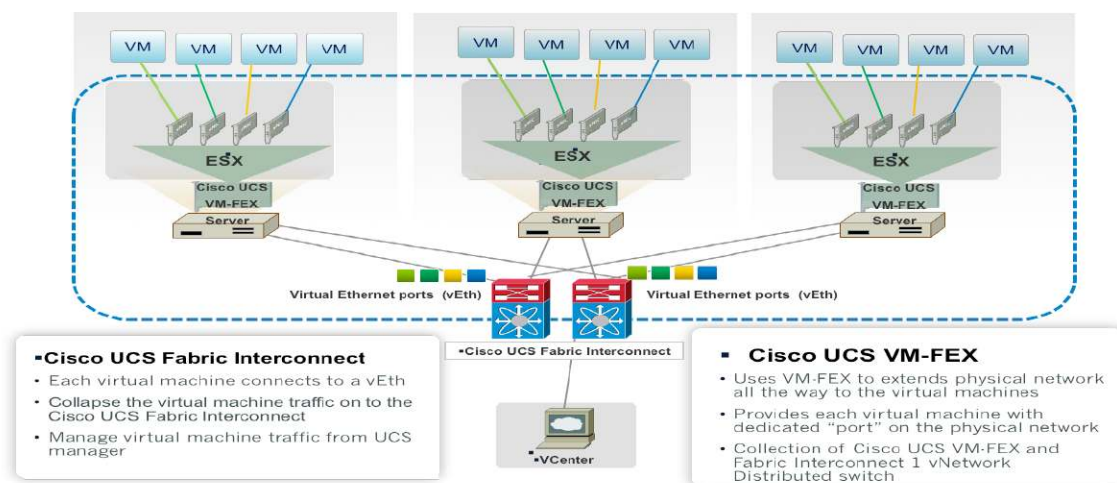 VM VM VM VM
VM VM VM VM
VM VM VM VM
ESX
ESX
ESX
Cisco UCS
VM-FEX
Server
Cisco UCS
VM-FEX
Server
Cisco UCS
VM-FEX
Server
Virtual Ethernet ports (vEth)
Virtual Ethernet ports (vEth)
▪Cisco UCS Fabric Interconnect
▪VCenter
▪Cisco UCS Fabric Interconnect
• Each virtual machine connects to a vEth
• Collapse the virtual machine traffic on to the
Cisco UCS Fabric Interconnect
• Manage virtual machine traffic from UCS
manager
▪ Cisco UCS VM-FEX
• Uses VM-FEX to extends physical network
all the way to the virtual machines
• Provides each virtual machine with
dedicated “port” on the physical network
• Collection of Cisco UCS VM-FEX and
Fabric Interconnect 1 vNetwork
Distributed switch